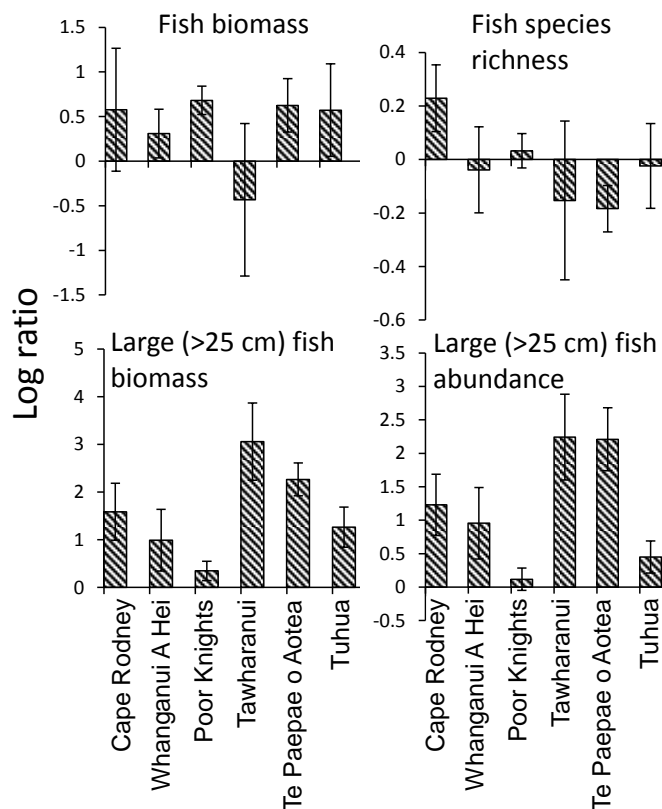 Fish biomass
1.5
1
0.5
0
-0.5
-1
-1.5
Fish species
richness
0.4
0.2
0
-0.2
-0.4
-0.6
Log ratio
Large (>25 cm) fish
biomass
5
4
3
2
1
0
Large (>25 cm) fish
abundance
3.5
3
2.5
2
1.5
1
0.5
0
-0.5
Cape Rodney
Whanganui A Hei
Poor Knights
Tawharanui
Te Paepae o Aotea
Tuhua
Cape Rodney
Whanganui A Hei
Poor Knights
Tawharanui
Te Paepae o Aotea
Tuhua